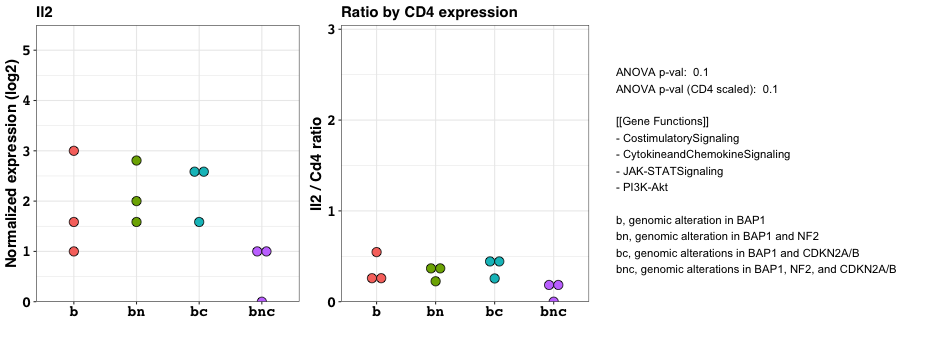 Il2
Normalized expression (log2)
5
4
3
2
1
0
b bn bc bnc
Ratio by CD4 expression
Il2 / Cd4 ratio
3
2
1
0
b bn bc bnc
ANOVA p-val:  0.1
ANOVA p-val (CD4 scaled):  0.1
[[Gene Functions]]
- CostimulatorySignaling
- CytokineandChemokineSignaling
- JAK-STATSignaling
- PI3K-Akt
b, genomic alteration in BAP1
bn, genomic alteration in BAP1 and NF2
bc, genomic alterations in BAP1 and CDKN2A/B
bnc, genomic alterations in BAP1, NF2, and CDKN2A/B